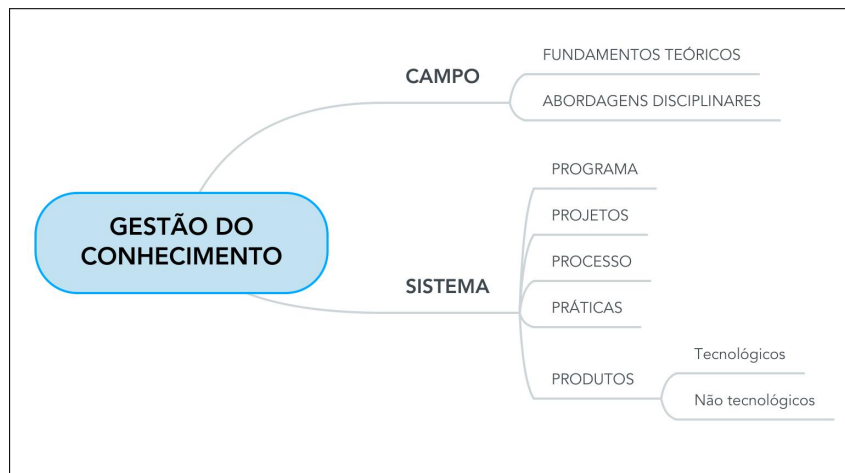 GESTÃO DO
CONHECIMENTO
CAMPO
FUNDAMENTOS TEÓRICOS
ABORDAGENS DISCIPLINARES
SISTEMA
PROGRAMA
PROJETOS
PROCESSO
PRÁTICAS
PRODUTOS
Tecnológicos
Não tecnológicos